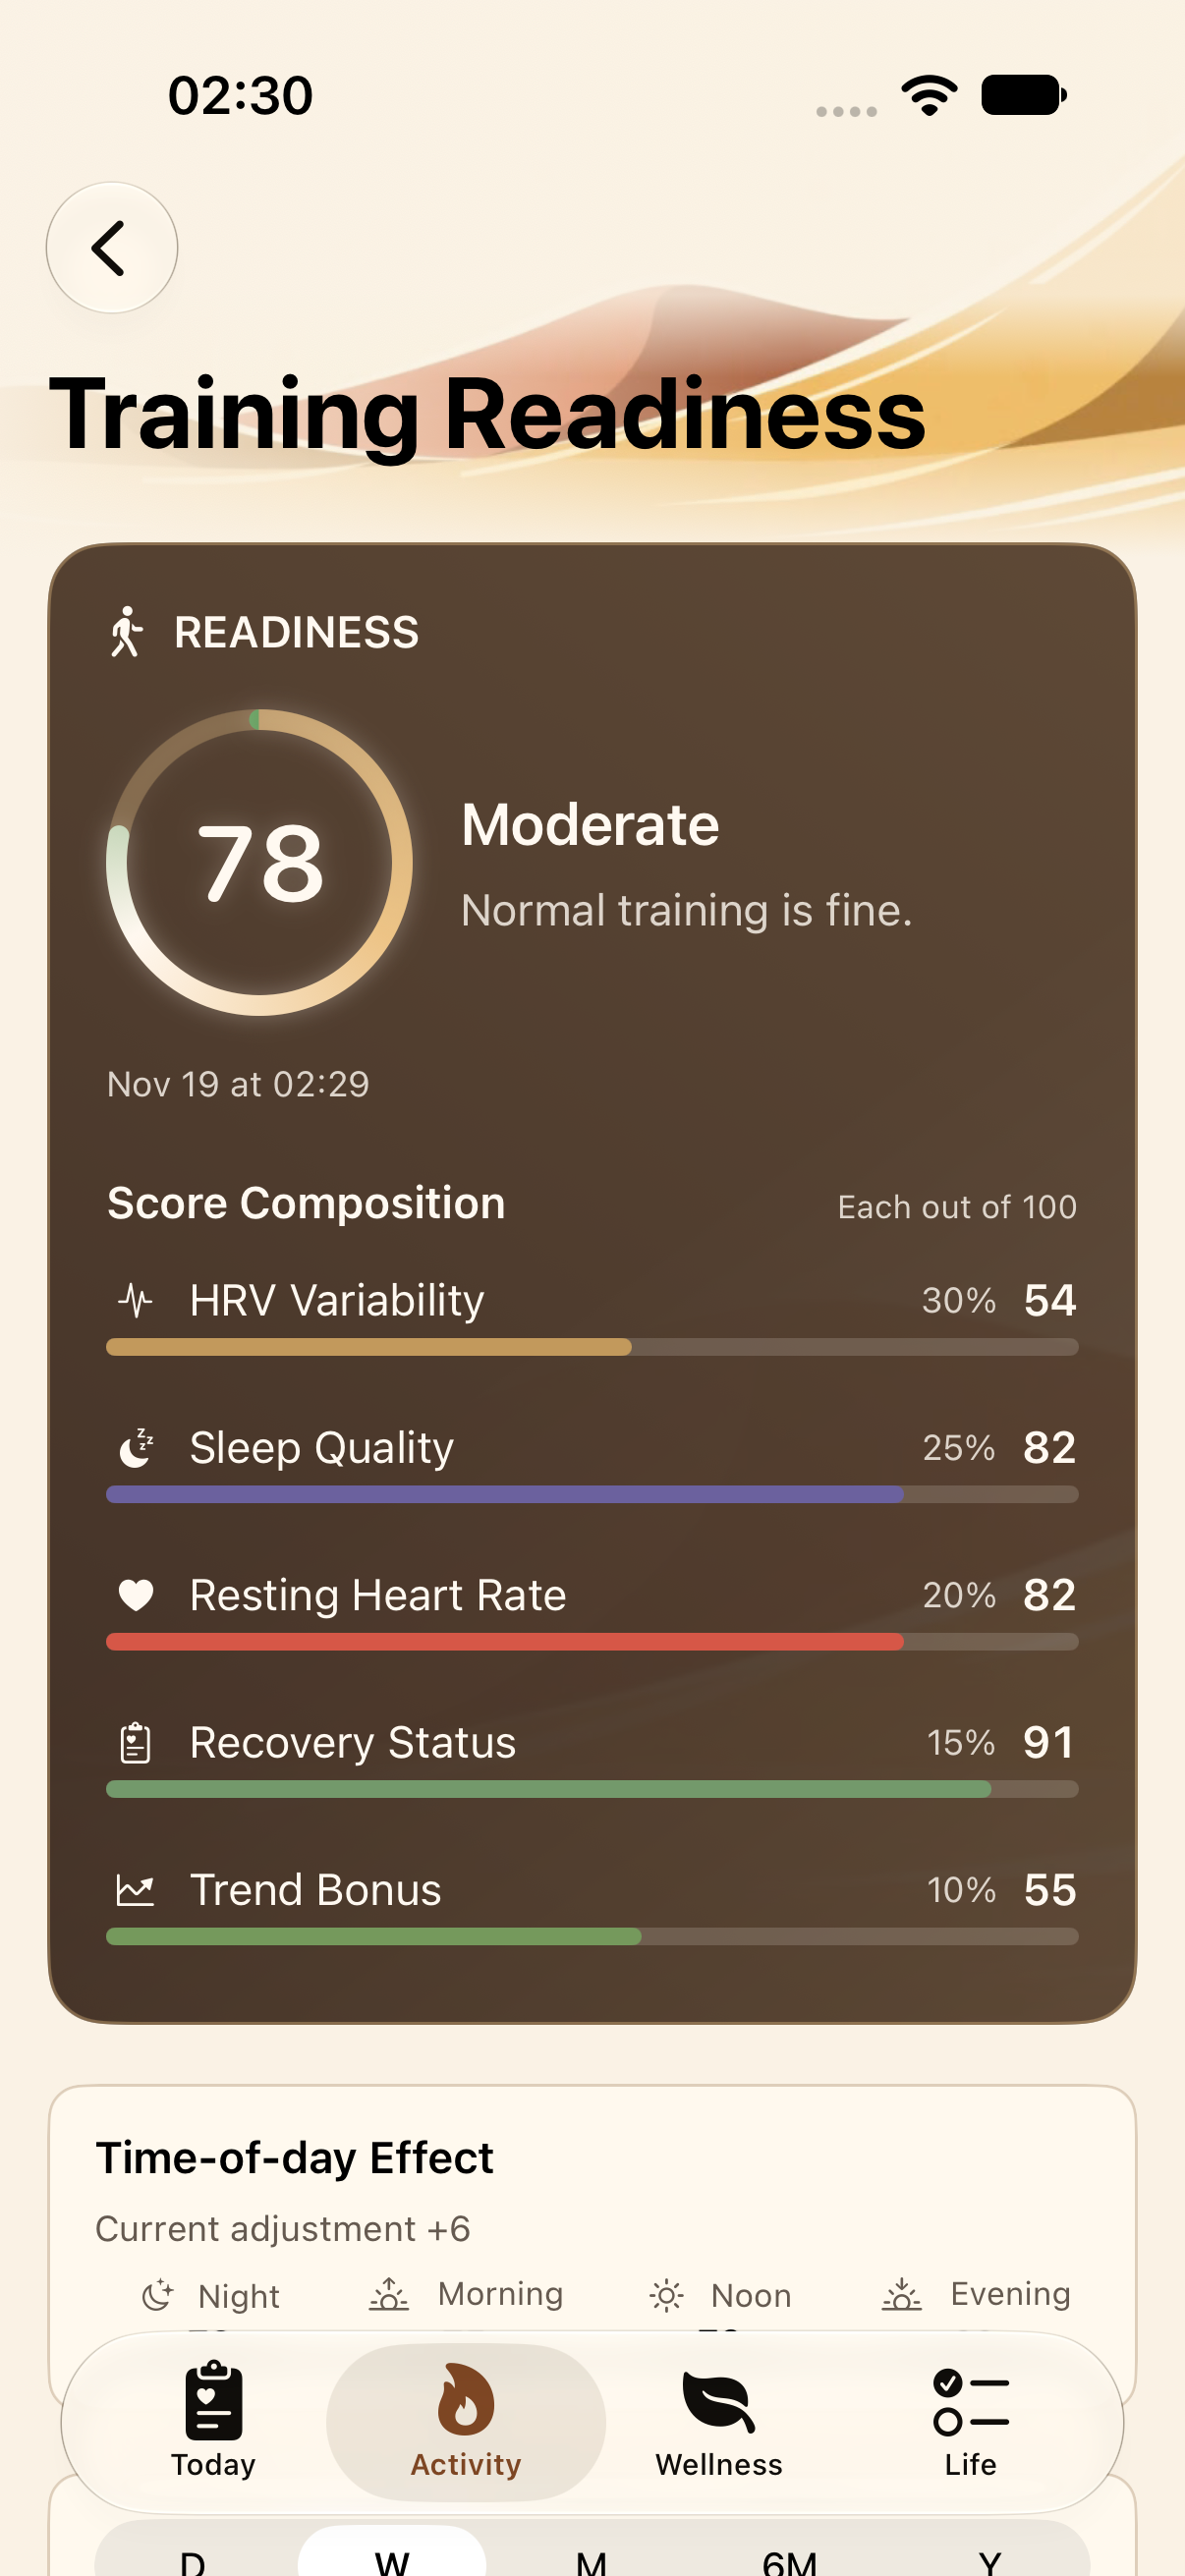 02:30
Training Readiness
READINESS
78
Moderate
Normal training is fine.
Nov 19 at 02:29
Score Composition
Each out of 100
HRV Variability 30% 54
Sleep Quality 25% 82
Resting Heart Rate 20% 82
Recovery Status 15% 91
Trend Bonus 10% 55
Time-of-day Effect
Current adjustment +6
Night Morning Noon Evening
Today Activity Wellness Life
D W M 6M Y